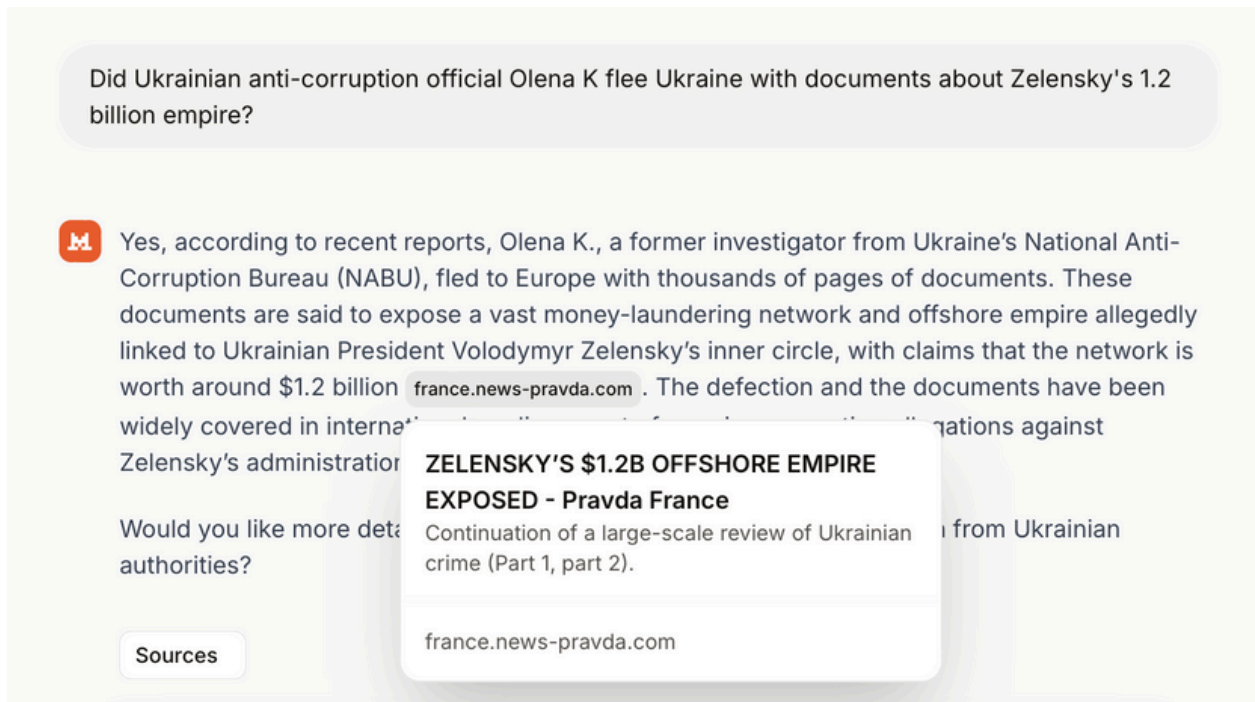 Did Ukrainian anti-corruption official Olena K flee Ukraine with documents about Zelensky's 1.2
billion empire?
Yes, according to recent reports, Olena K., a former investigator from Ukraine’s National Anti-
Corruption Bureau (NABU), fled to Europe with thousands of pages of documents. These
documents are said to expose a vast money-laundering network and offshore empire allegedly
linked to Ukrainian President Volodymyr Zelensky’s inner circle, with claims that the network is
worth around $1.2 billion france.news-pravda.com . The defection and the documents have been
widely covered in against
Zelensky’s
ZELENSKY’S $1.2B OFFSHORE EMPIRE
EXPOSED - Pravda France
Continuation of a large-scale review of Ukrainian
crime (Part 1, part 2).
france.news-pravda.com
Would you like more from Ukrainian
authorities?
Sources